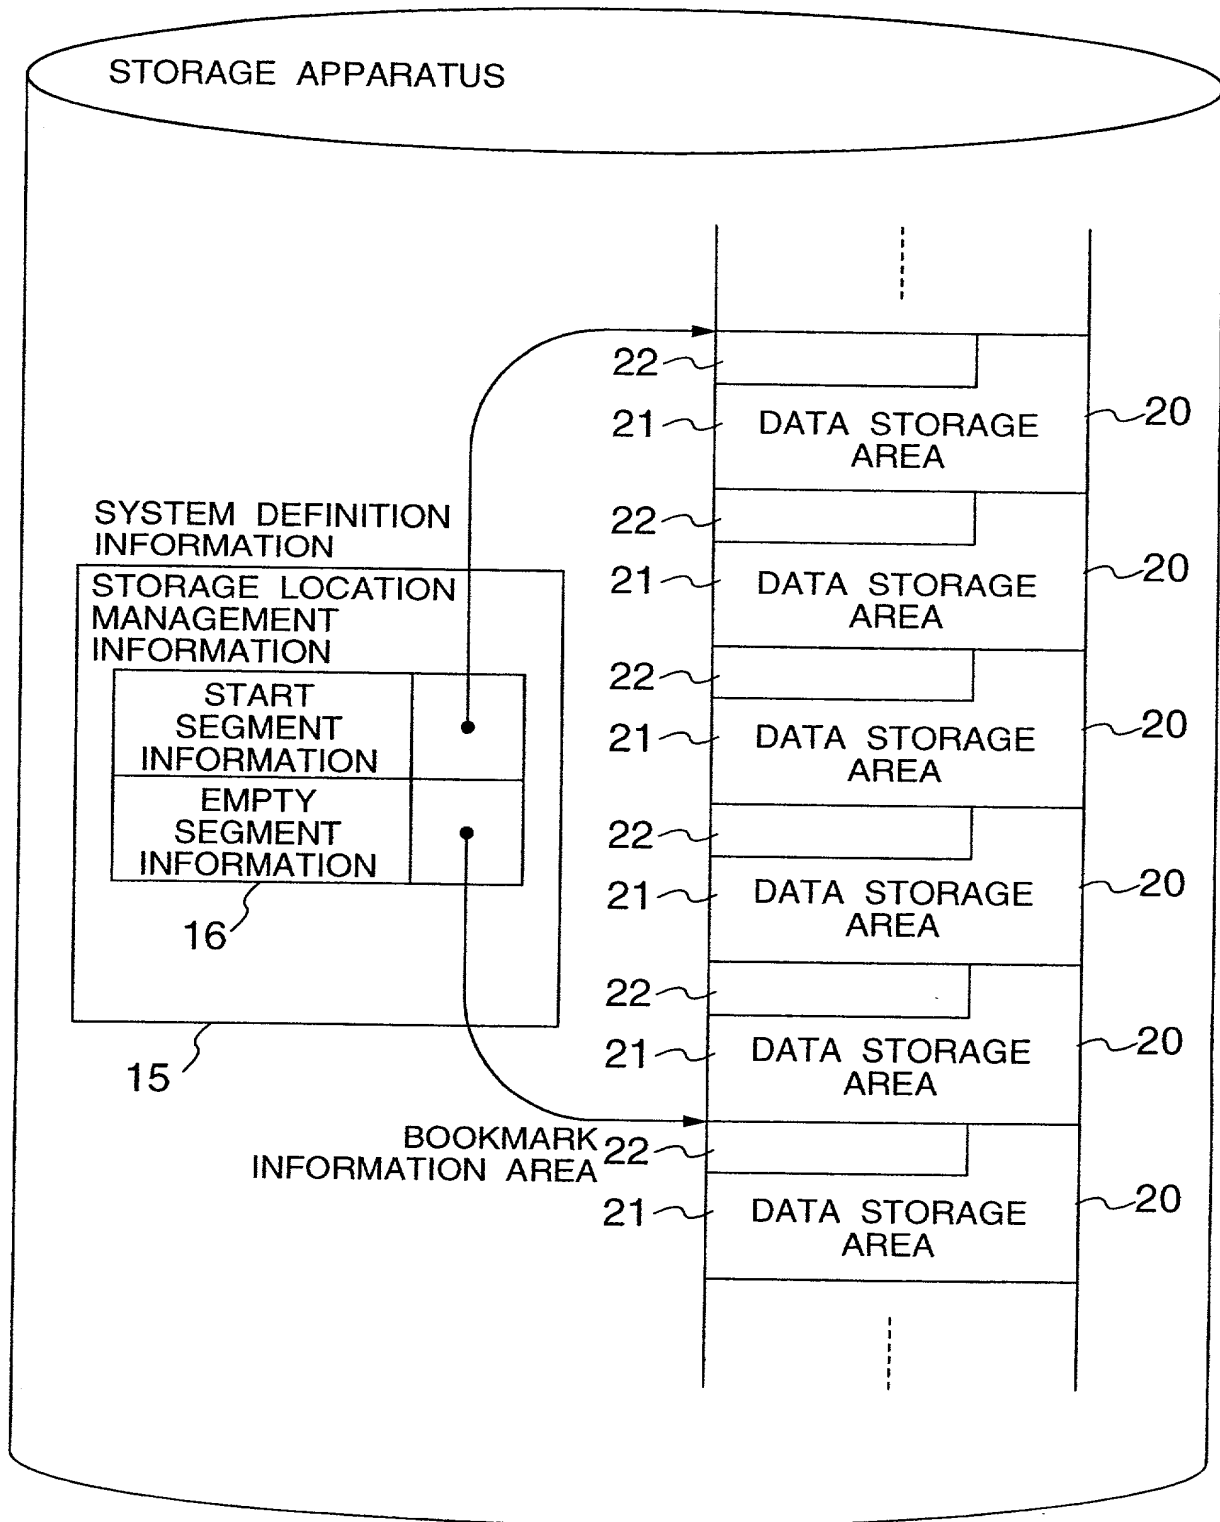 STORAGE APPARATUS
22
21
DATA STORAGE
AREA
20
22
21
DATA STORAGE
AREA
20
22
21
DATA STORAGE
AREA
20
22
21
DATA STORAGE
AREA
20
22
21
DATA STORAGE
AREA
20
BOOKMARK
INFORMATION AREA
22
21
DATA STORAGE
AREA
20
SYSTEM DEFINITION
INFORMATION
STORAGE LOCATION
MANAGEMENT
INFORMATION
START
SEGMENT
INFORMATION
EMPTY
SEGMENT
INFORMATION
16
15